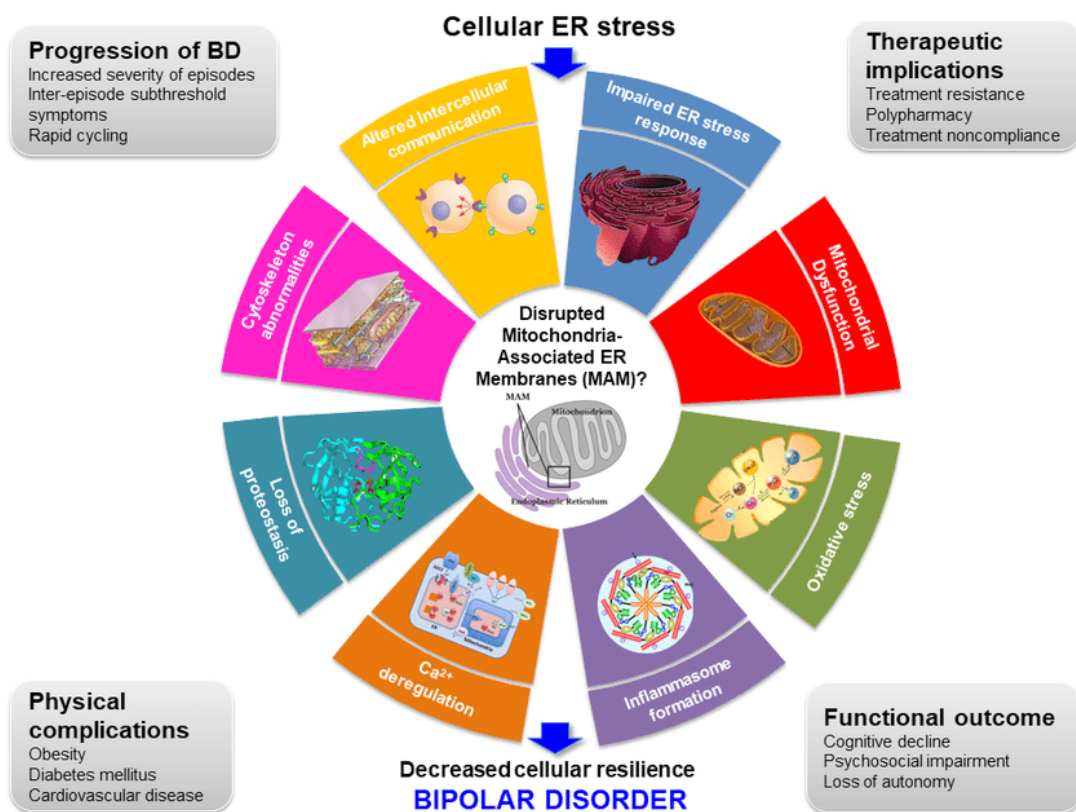 Cellular ER stress
Progression of BD
Increased severity of episodes
Inter-episode subthreshold
symptoms
Rapid cycling
Therapeutic
implications
Treatment resistance
Polypharmacy
Treatment noncompliance
Altered Intercellular
communication
Impaired ER stress
response
Cytoskeleton
abnormalities
Mitochondrial
Dysfunction
Disrupted
Mitochondria-
Associated ER
Membranes (MAM)?
MAM
Mitochondrion
Endoplasmic Reticulum
Loss of
proteostasis
Oxidative stress
Ca²⁺
deregulation
Inflammasome
formation
Physical
complications
Obesity
Diabetes mellitus
Cardiovascular disease
Functional outcome
Cognitive decline
Psychosocial impairment
Loss of autonomy
Decreased cellular resilience
BIPOLAR DISORDER